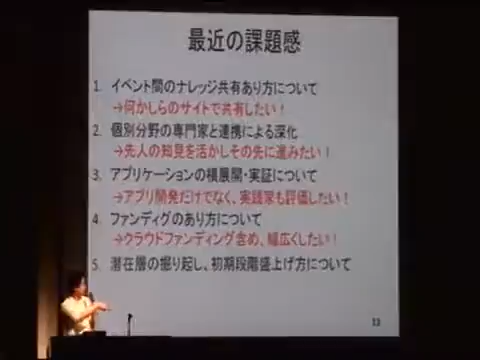 最近の課題感
1. イベント間のナレッジ共有あり方について
→何かしらのサイトで共有したい!
2. 個別分野の専門家と連携による深化
→先人の知見を活かしその先に進みたい!
3. アプリケーションの横展開・実証について
→アプリ開発だけでなく、実践家も評価したい!
4. ファンディグのあり方について
→クラウドファンディング含め、幅広くしたい!
5. 潜在層の掘り起し、初期段階盛上げ方について
13